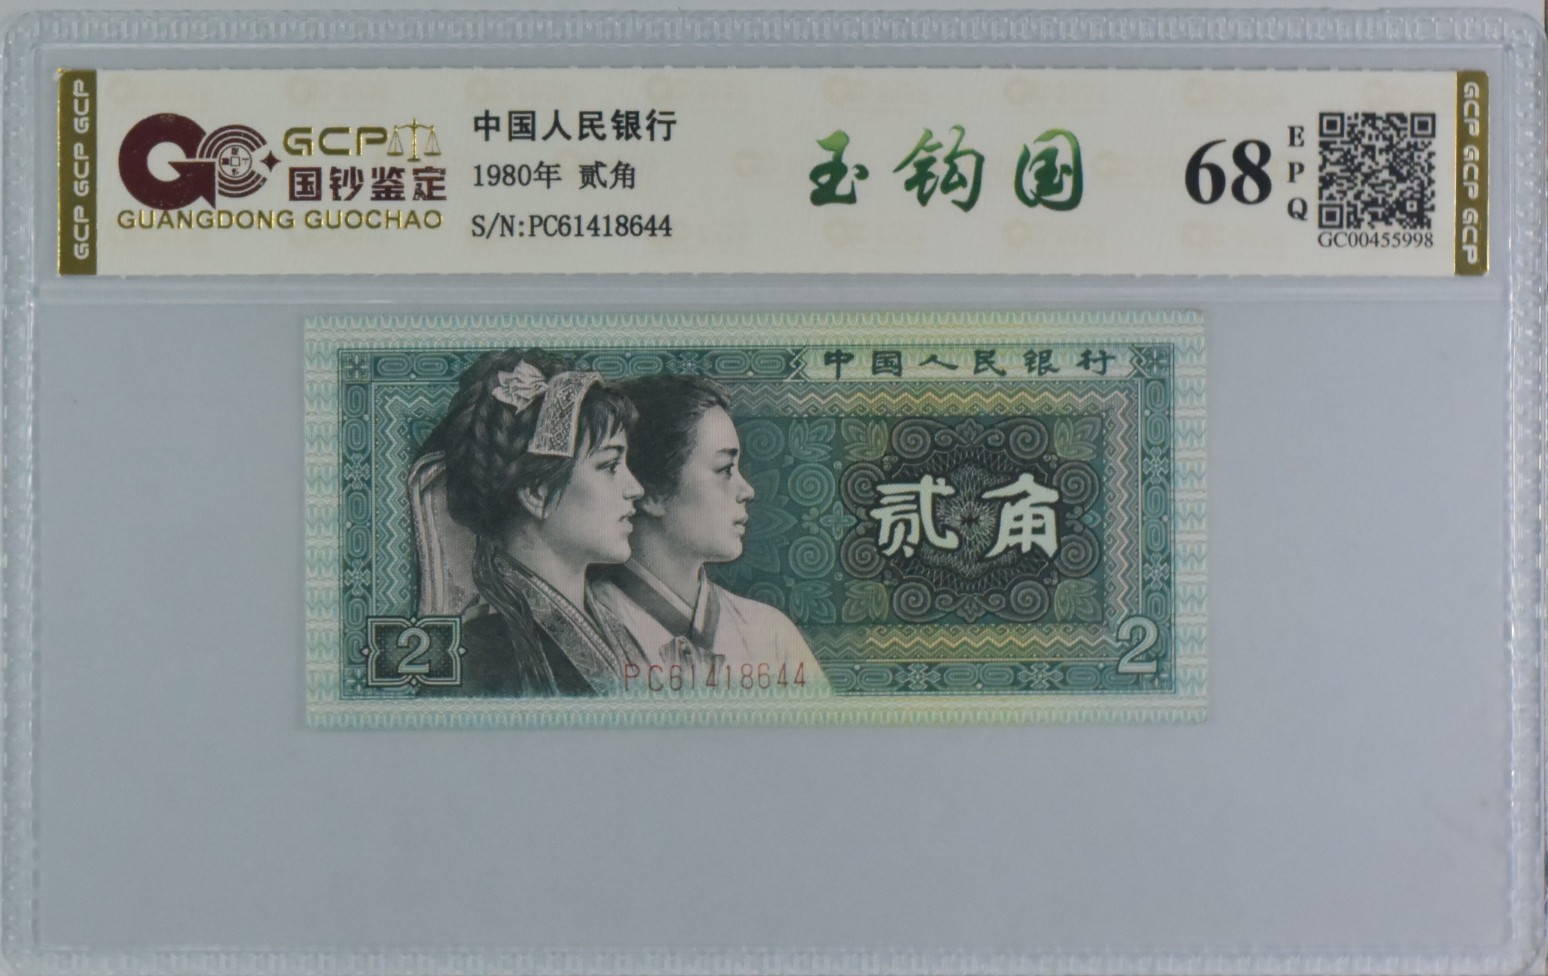 GCP GCP GCP
GCP
国钞鉴定
GUANGDONG GUOCHAO
中国人民银行
1980年 贰角
S/N:PC61418644
玉钩国
68
EPQ
GC00455998
GCP GCP GCP
中国人民银行
贰角
2
2
PC61418644